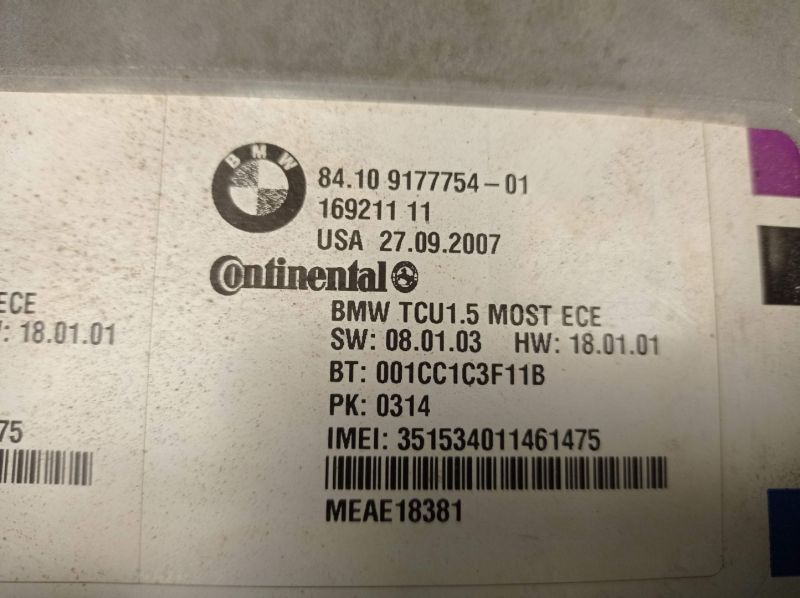 BMW
84.10 9177754-01
169211 11
USA 27.09.2007
Continental
BMW TCU1.5 MOST ECE
SW: 08.01.03 HW: 18.01.01
BT: 001CC1C3F11B
PK: 0314
IMEI: 351534011461475
MEAE18381
ECE
: 18.01.01
75